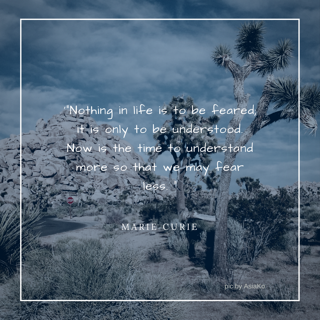 "Nothing in life is to be feared,
it is only to be understood.
Now is the time to understand
more so that we may fear
less. "
MARIE CURIE
pic by AsiaKo